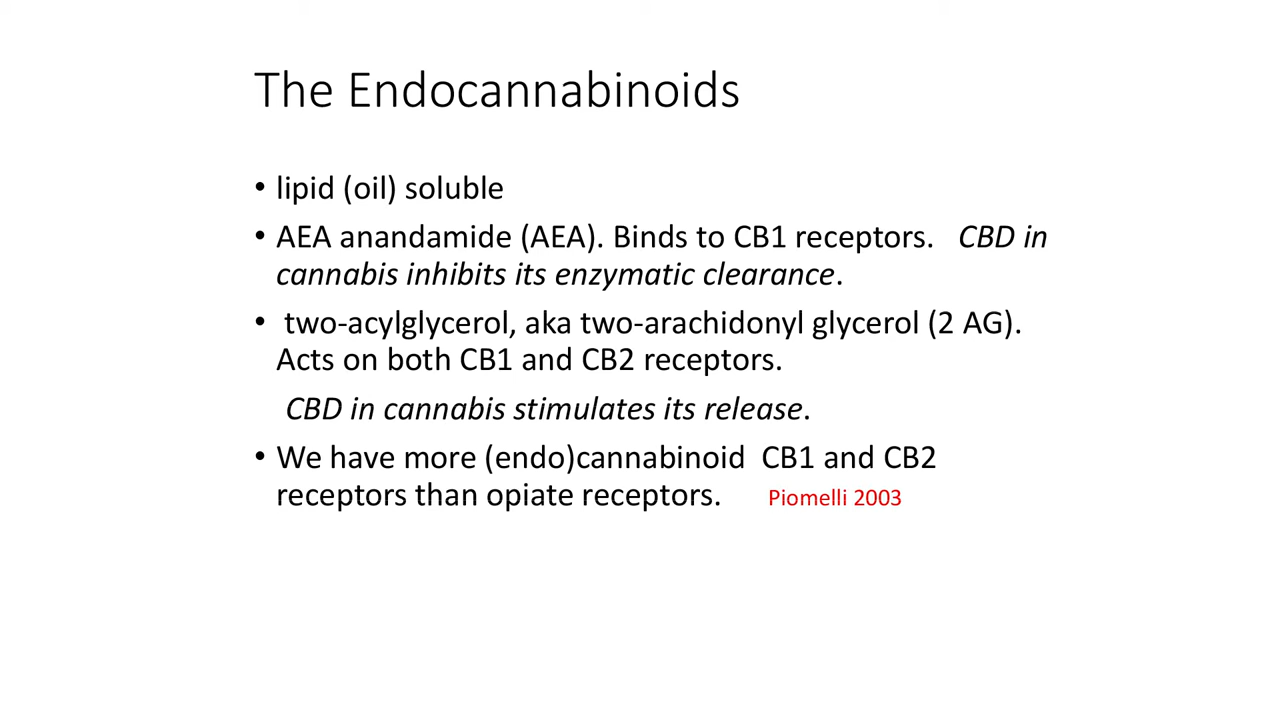 The Endocannabinoids
• lipid (oil) soluble
• AEA anandamide (AEA). Binds to CB1 receptors. CBD in
cannabis inhibits its enzymatic clearance.
• two-acylglycerol, aka two-arachidonyl glycerol (2 AG).
Acts on both CB1 and CB2 receptors.
CBD in cannabis stimulates its release.
• We have more (endo)cannabinoid CB1 and CB2
receptors than opiate receptors. Piomelli 2003